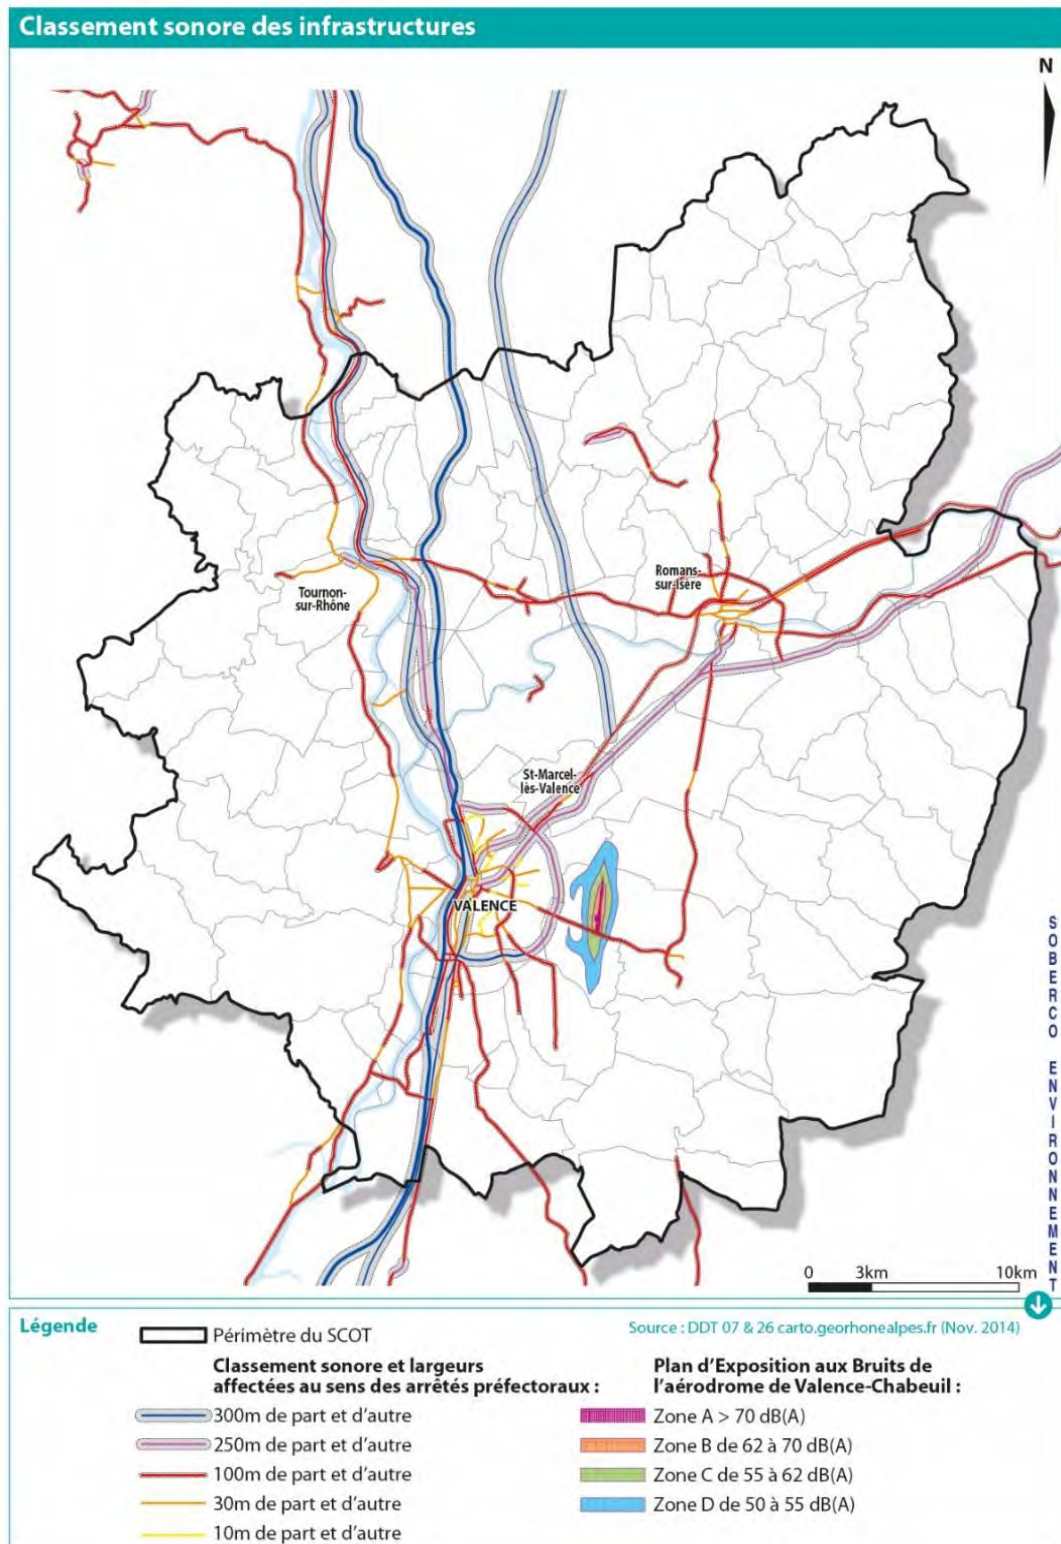 Classement sonore des infrastructures
N
Romans-
sur-Isère
Tournon-
sur-Rhône
St-Marcel-
lès-Valence
VALENCE
SOBERCO ENVIRONNEMENT
0 3km 10km
Légende
Source : DDT 07 & 26 carto.georhonealpes.fr (Nov. 2014)
Périmètre du SCOT
Classement sonore et largeurs
affectées au sens des arrêtés préfectoraux :
300m de part et d'autre
250m de part et d'autre
100m de part et d'autre
30m de part et d'autre
10m de part et d'autre
Plan d'Exposition aux Bruits de
l'aérodrome de Valence-Chabeuil :
Zone A > 70 dB(A)
Zone B de 62 à 70 dB(A)
Zone C de 55 à 62 dB(A)
Zone D de 50 à 55 dB(A)